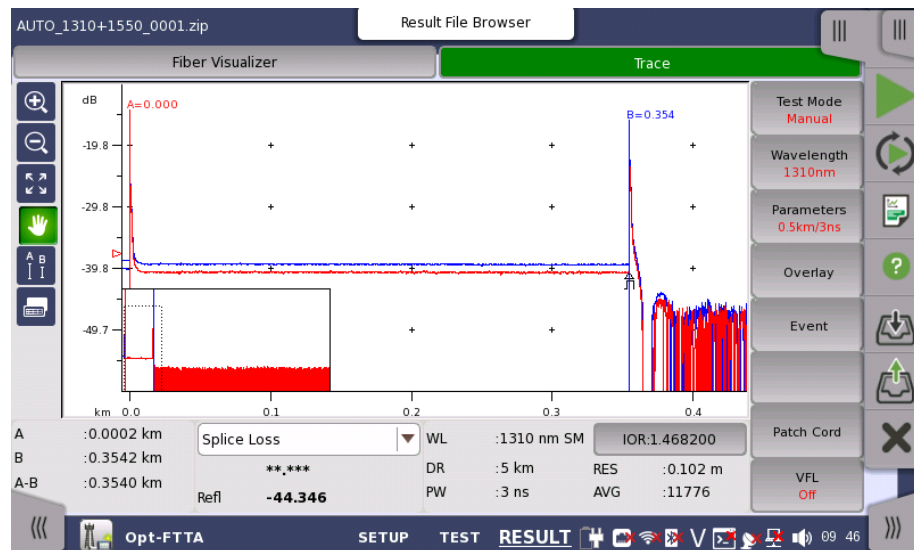 AUTO_1310+1550_0001.zip
Result File Browser
Fiber Visualizer
Trace
dB
A=0.000
B=0.354
-19.8
-29.8
-39.8
-49.7
km 0.0 0.1 0.2 0.3 0.4
A B
Test Mode
Manual
Wavelength
1310nm
Parameters
0.5km/3ns
Overlay
Event
Patch Cord
VFL
Off
A :0.0002 km
B :0.3542 km
A-B :0.3540 km
Splice Loss
**.***
Refl -44.346
WL :1310 nm SM
IOR:1.468200
DR :5 km
RES :0.102 m
PW :3 ns
AVG :11776
Opt-FTTA
SETUP TEST RESULT
09 46